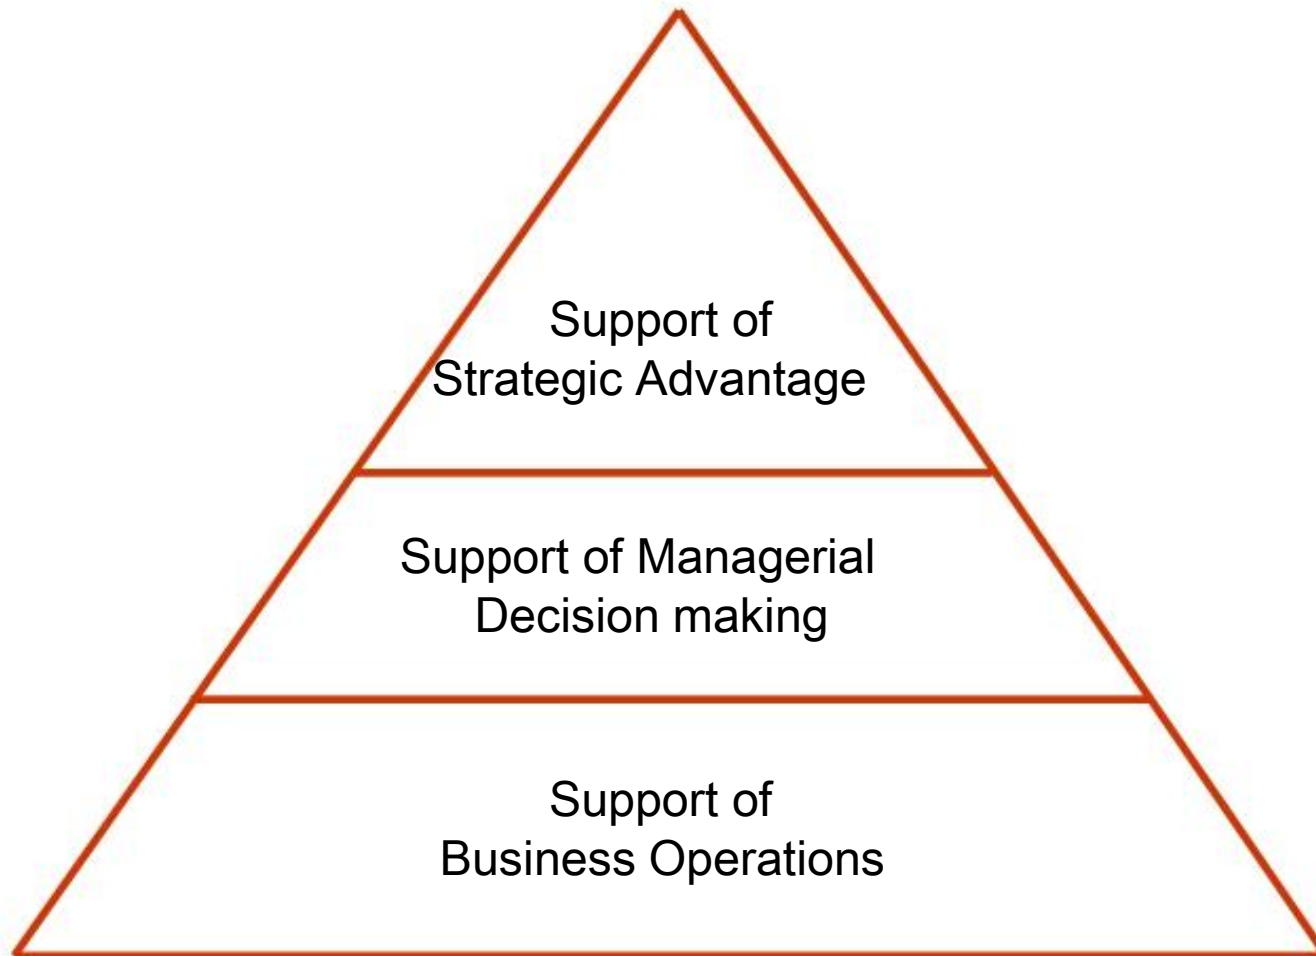 Support of
Strategic Advantage
Support of Managerial
Decision making
Support of
Business Operations